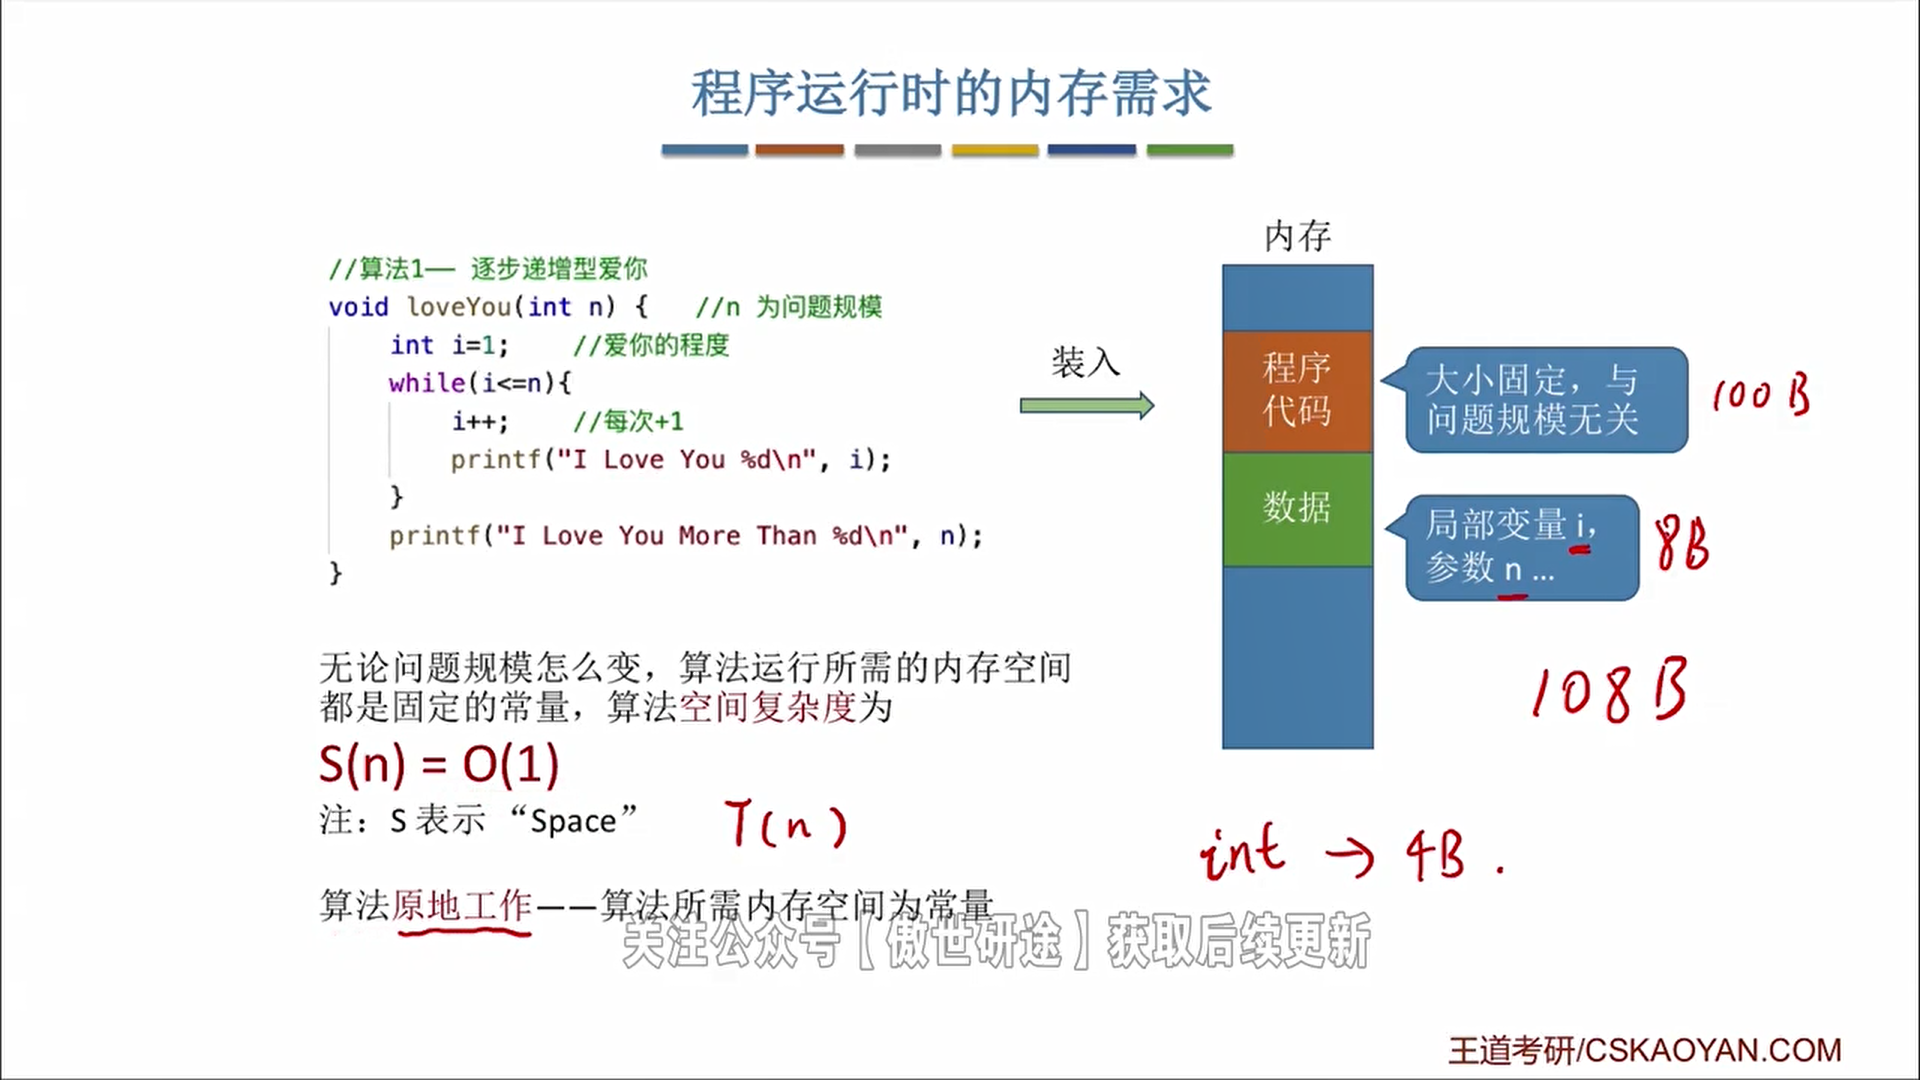 程序运行时的内存需求
//算法1—— 逐步递增型爱你
void loveYou(int n) {   //n 为问题规模
    int i=1;    //爱你的程度
    while(i<=n){
        i++;    //每次+1
        printf("I Love You %d\n", i);
    }
    printf("I Love You More Than %d\n", n);
}
装入
内存
程序
代码
数据
大小固定，与
问题规模无关
100B
局部变量 i，
参数 n ...
8B
108B
无论问题规模怎么变，算法运行所需的内存空间
都是固定的常量，算法空间复杂度为
S(n) = O(1)
注：S 表示 “Space”
T(n)
int → 4B .
算法原地工作——算法所需内存空间为常量
关注公众号【傲世研途】获取后续更新
王道考研/CSKAOYAN.COM